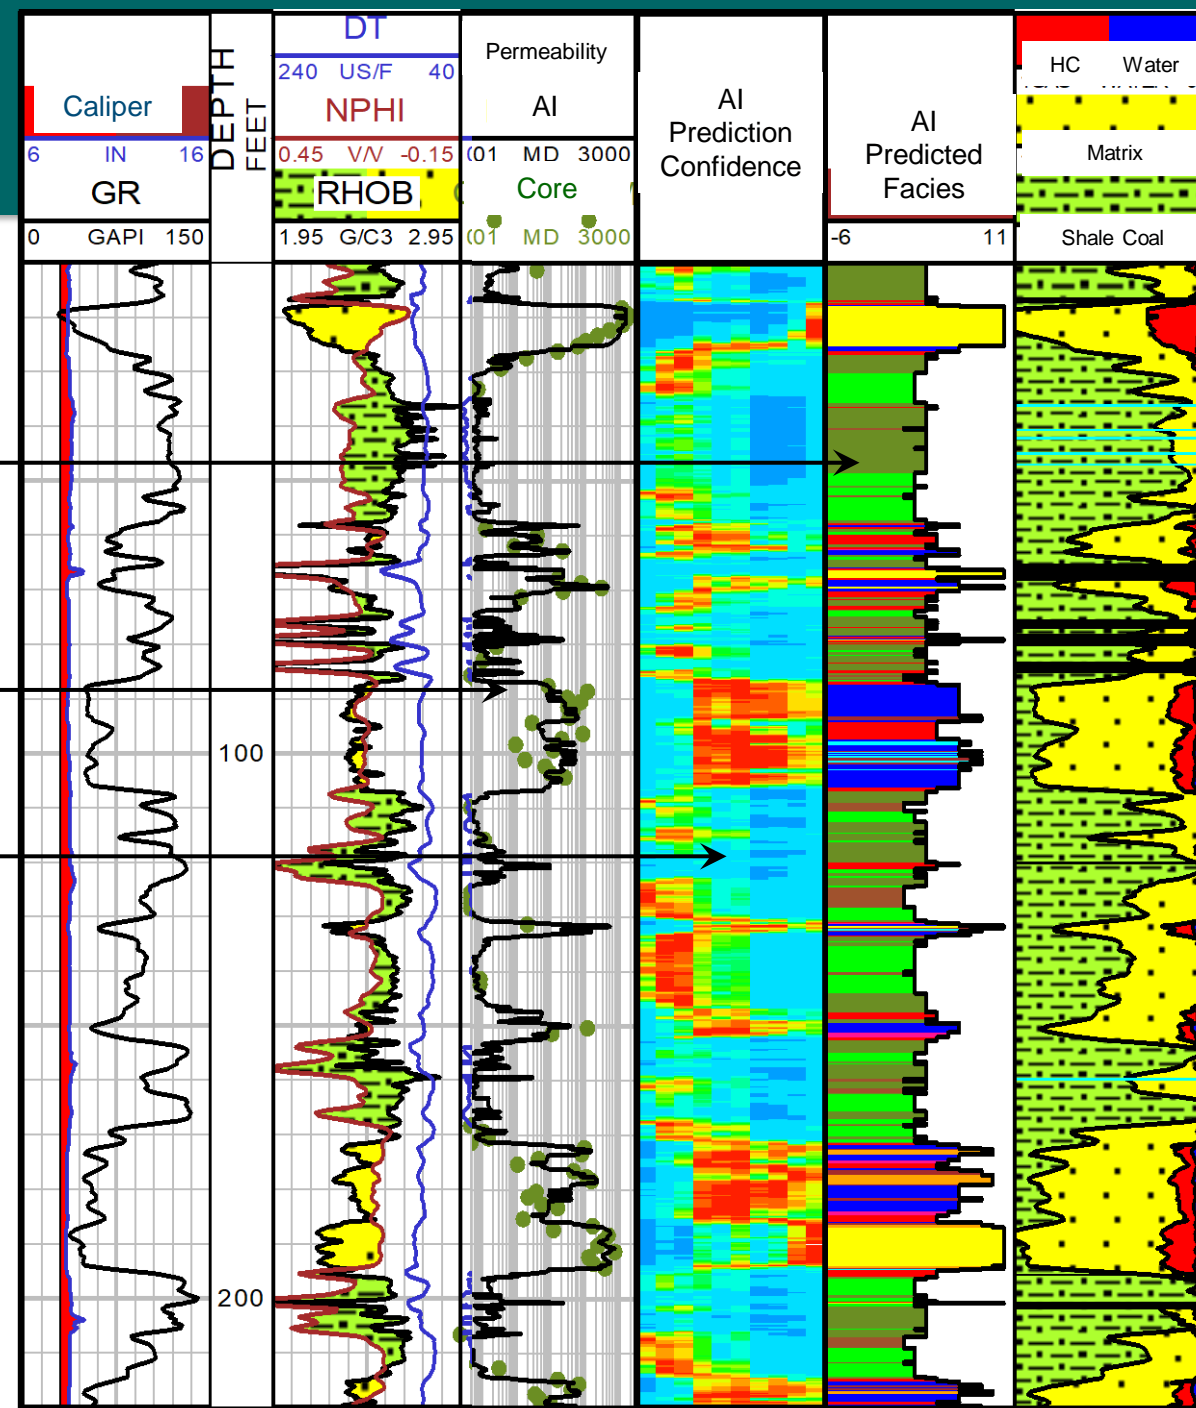 Caliper
6 IN 16
GR
0 GAPI 150
DEPTH
FEET
DT
240 US/F 40
NPHI
0.45 V/V -0.15
RHOB
1.95 G/C3 2.95
Permeability
AI
01 MD 3000
Core
01 MD 3000
AI
Prediction
Confidence
AI
Predicted
Facies
-6 11
HC Water
Matrix
Shale Coal
100
200